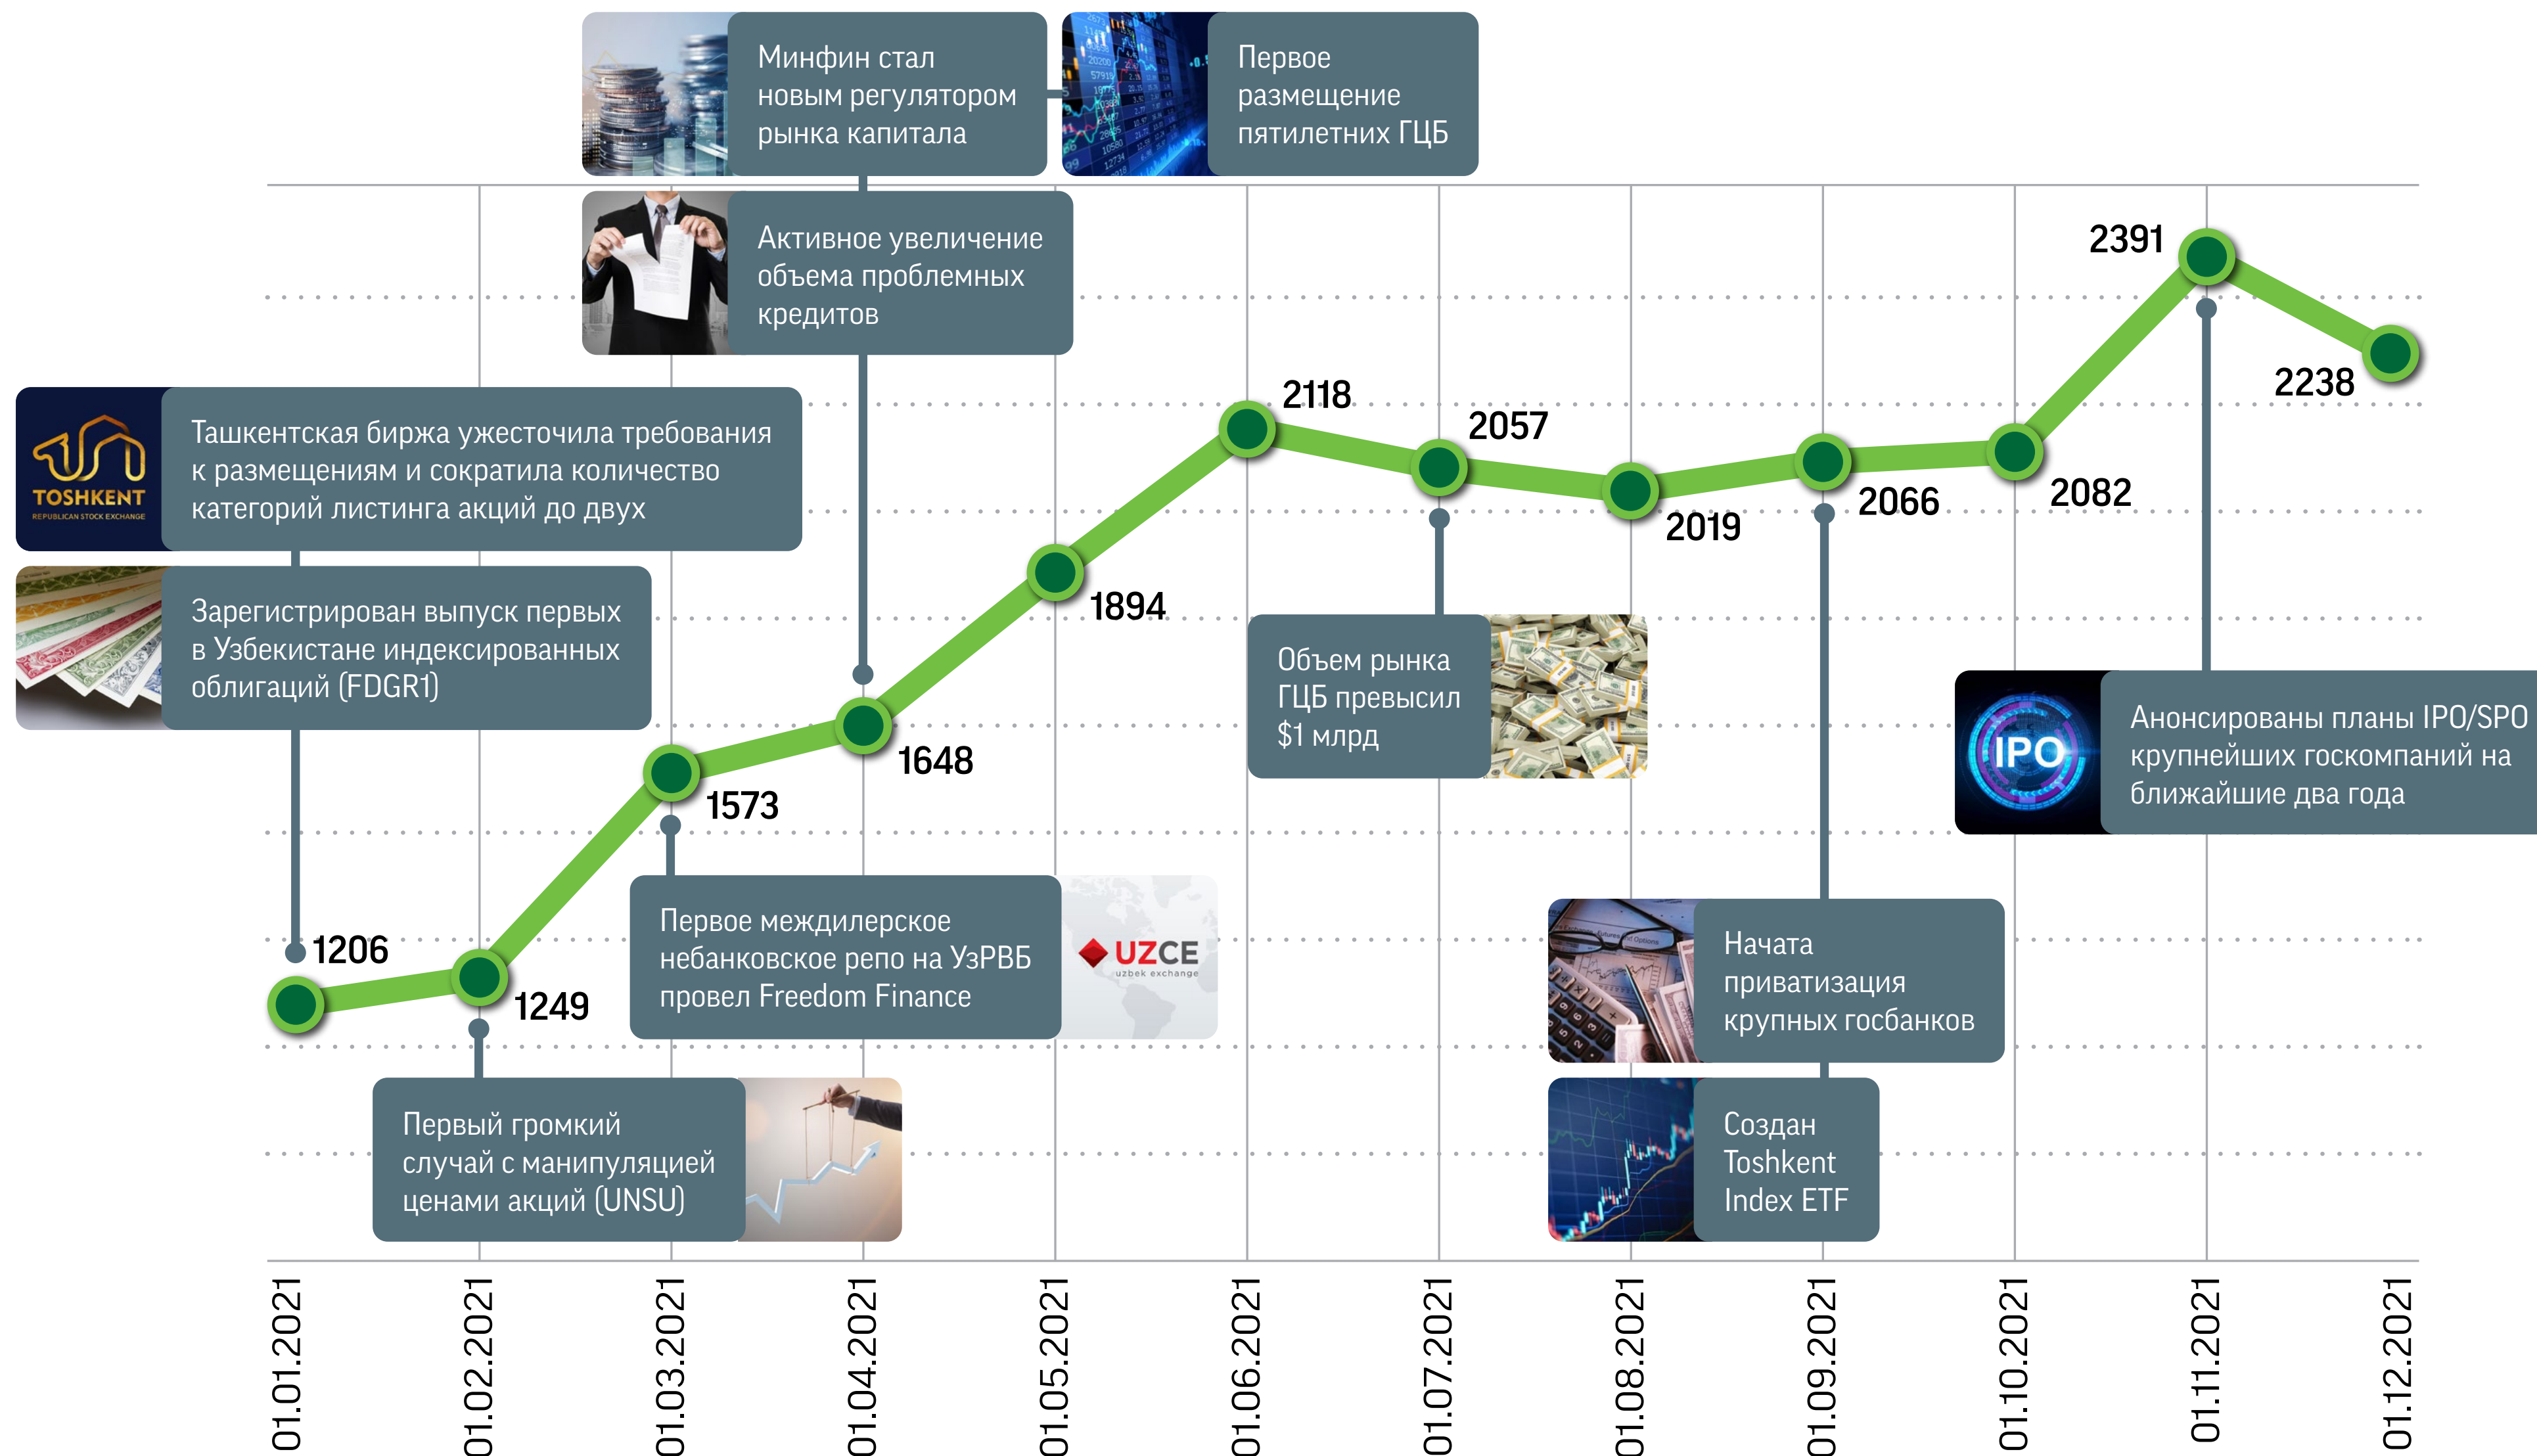 Минфин стал
новым регулятором
рынка капитала
Первое
размещение
пятилетних ГЦБ
Активное увеличение
объема проблемных
кредитов
TOSHKENT
REPUBLICAN STOCK EXCHANGE
Ташкентская биржа ужесточила требования
к размещениям и сократила количество
категорий листинга акций до двух
Зарегистрирован выпуск первых
в Узбекистане индексированных
облигаций (FDGR1)
1206
1249
1573
1648
1894
2118
2057
2019
2066
2082
2391
2238
Объем рынка
ГЦБ превысил
$1 млрд
IPO
Анонсированы планы IPO/SPO
крупнейших госкомпаний на
ближайшие два года
Первое междилерское
небанковское репо на УзРВБ
провел Freedom Finance
UZCE
uzbek exchange
Начата
приватизация
крупных госбанков
Первый громкий
случай с манипуляцией
ценами акций (UNSU)
Создан
Toshkent
Index ETF
01.01.2021
01.02.2021
01.03.2021
01.04.2021
01.05.2021
01.06.2021
01.07.2021
01.08.2021
01.09.2021
01.10.2021
01.11.2021
01.12.2021